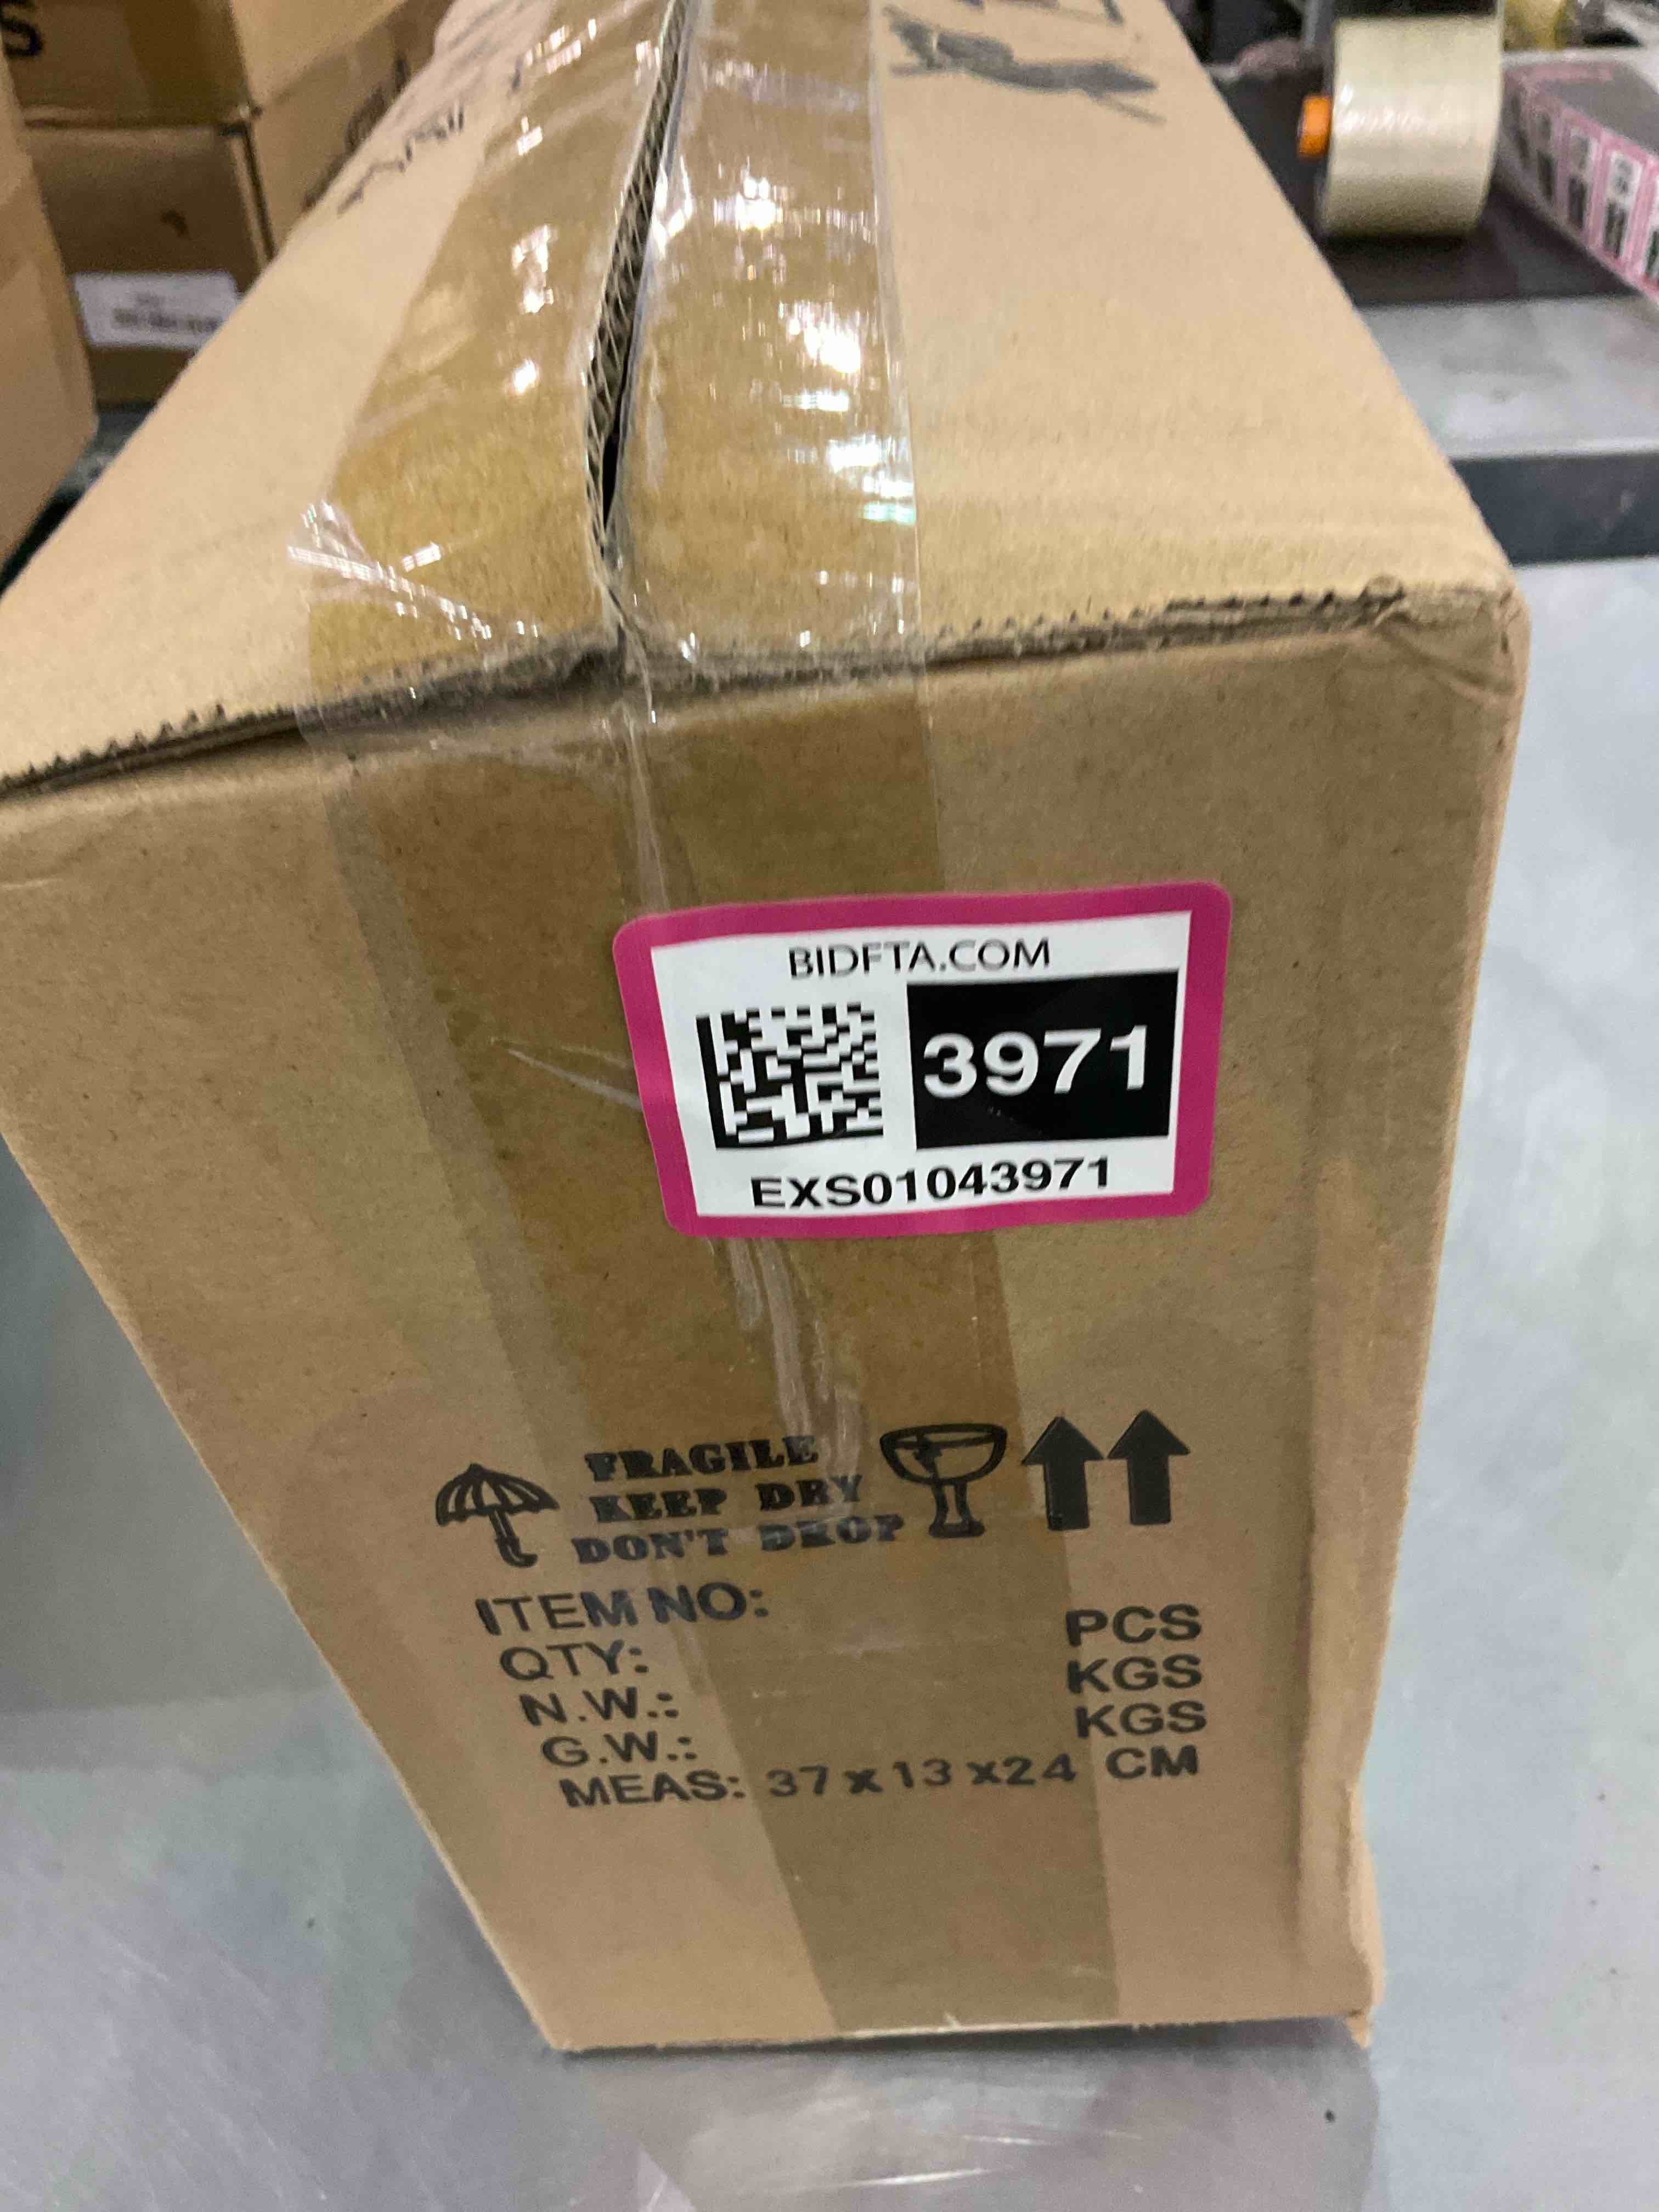 S
BIDFTA.COM
3971
EXS01043971
FRAGILE
KEEP DRY
DON'T DROP
ITEM NO:
QTY: PCS
N.W.: KGS
G.W.: KGS
MEAS: 37 x 13 x 24 CM